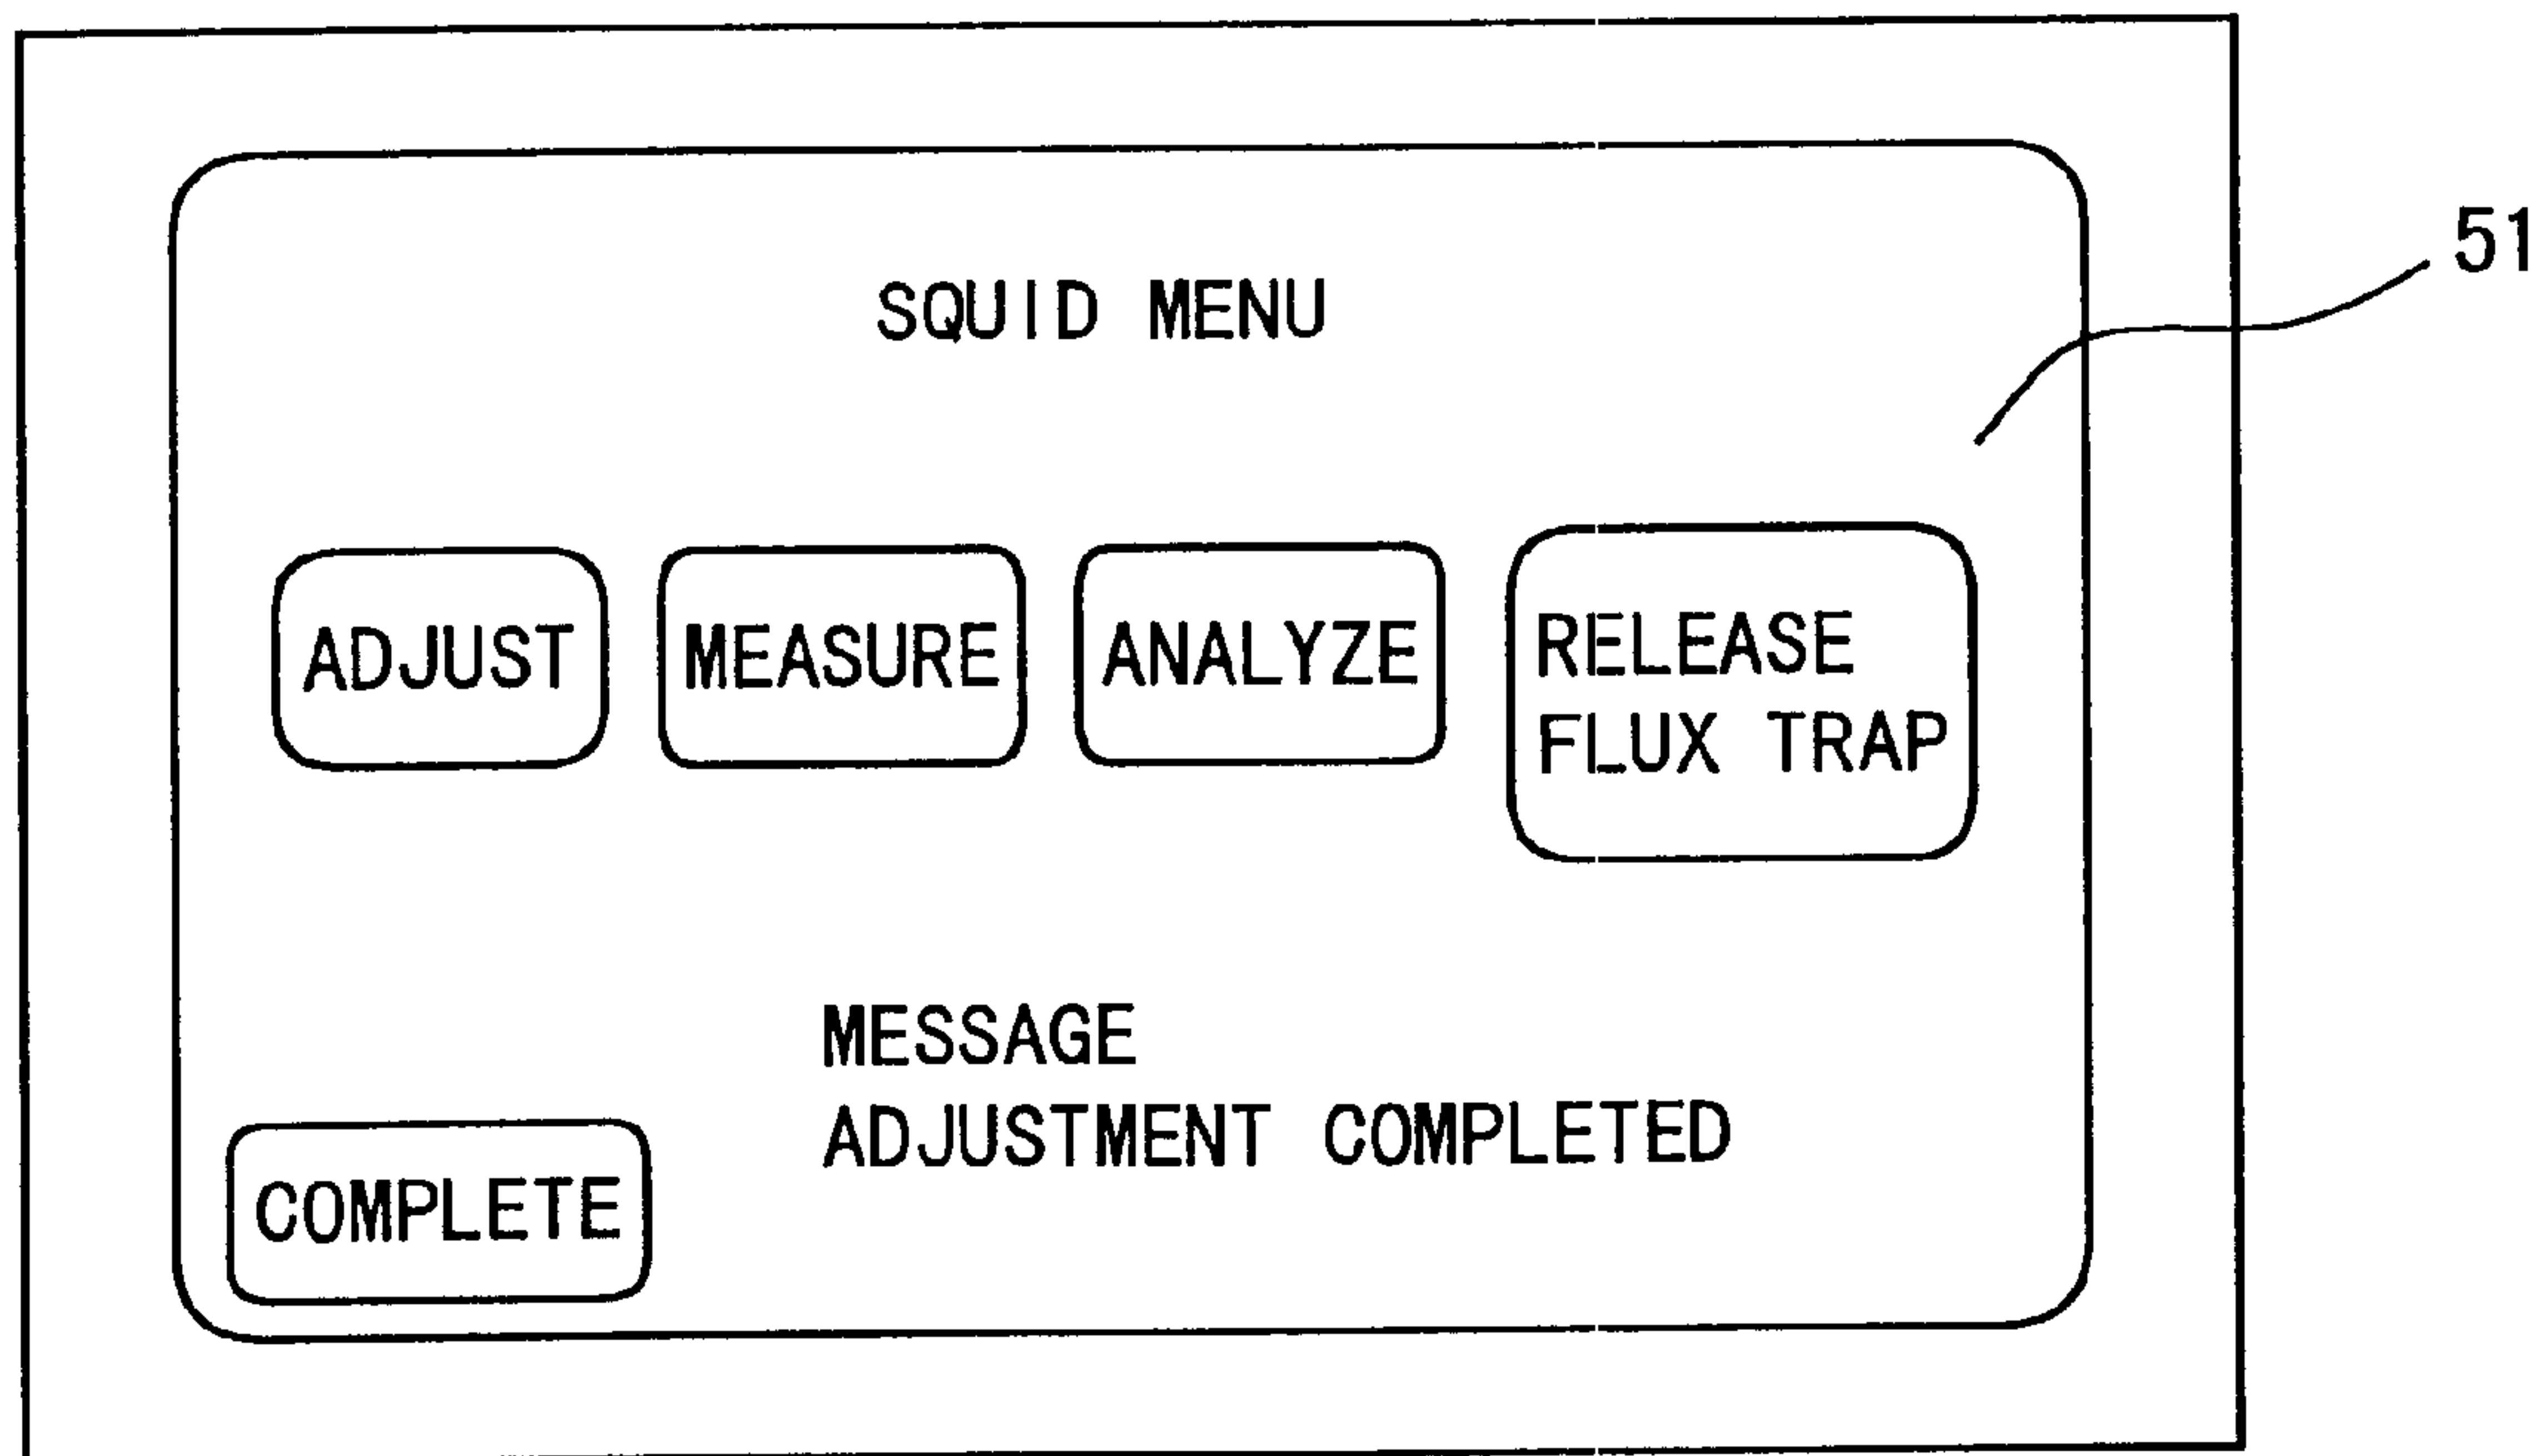 SQUID MENU
51
ADJUST
MEASURE
ANALYZE
RELEASE
FLUX TRAP
MESSAGE
ADJUSTMENT COMPLETED
COMPLETE